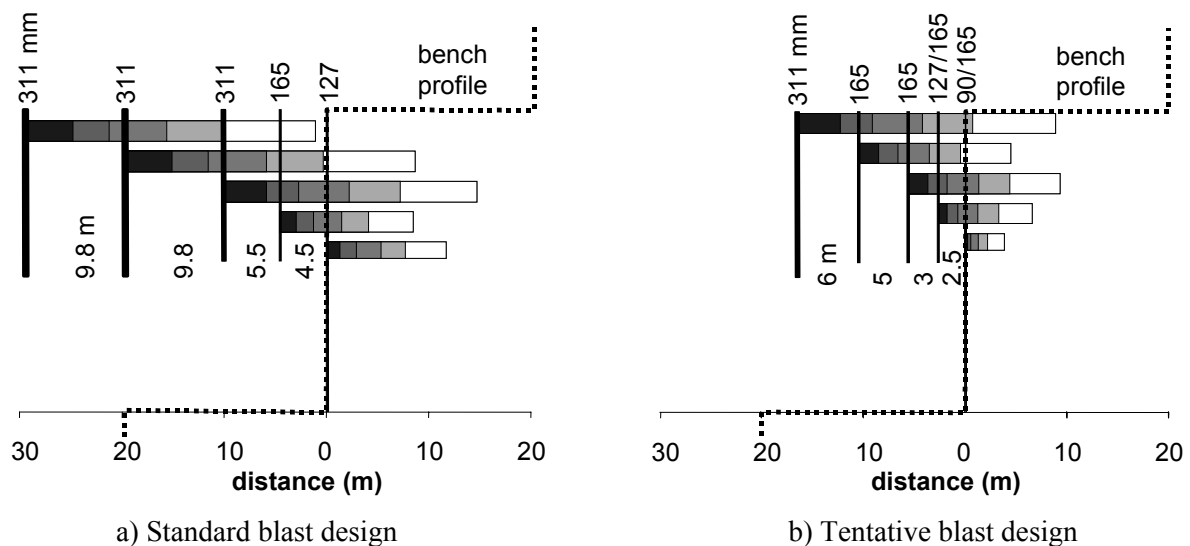 311 mm
311
311
165
127
bench
profile
9.8 m
9.8
5.5
4.5
30
20
10
0
10
20
distance (m)
a) Standard blast design
311 mm
165
165
127/165
90/165
bench
profile
6 m
5
3
2.5
30
20
10
0
10
20
distance (m)
b) Tentative blast design